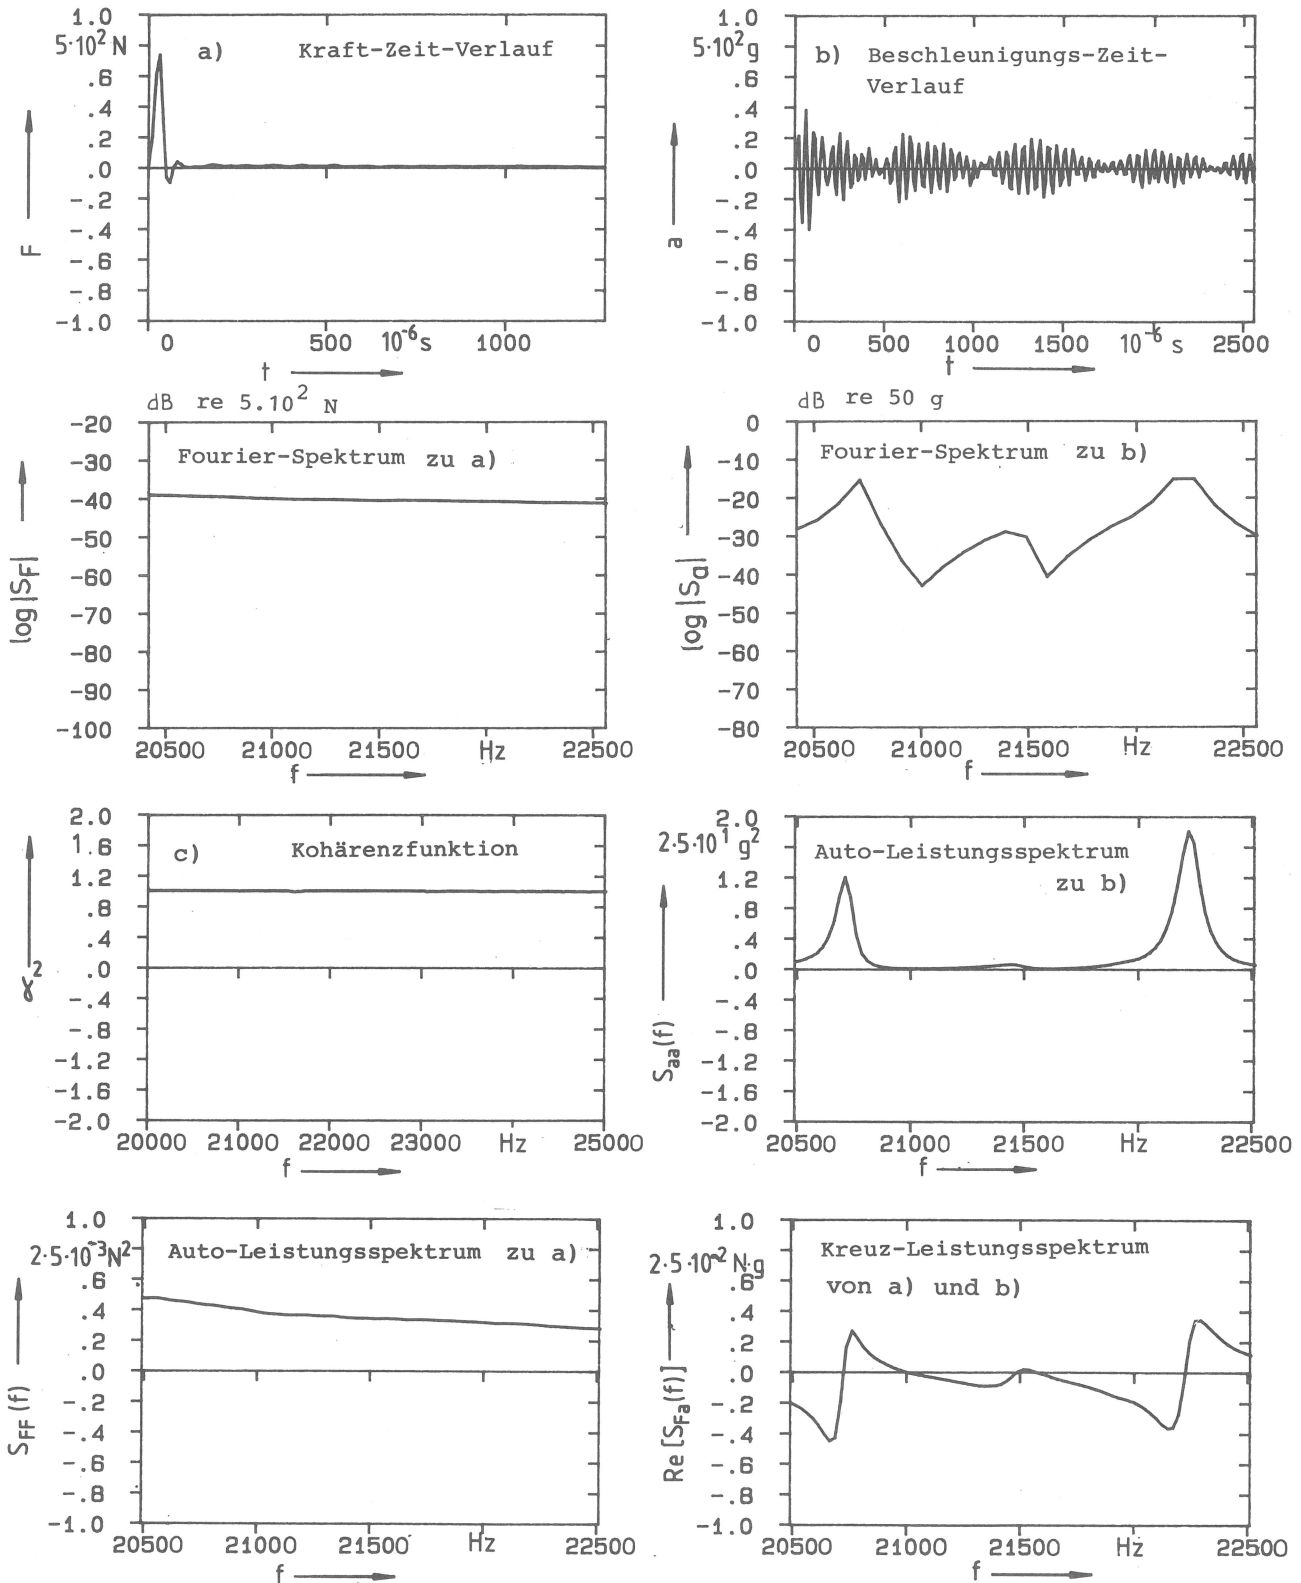 1.0
5·10² N
.6
.4
.2
.0
-.2
-.4
-.6
-.8
-1.0
a) Kraft-Zeit-Verlauf
F
0 500 10⁻⁶ s 1000
t
1.0
5·10² g
.6
.4
.2
.0
-.2
-.4
-.6
-.8
-1.0
b) Beschleunigungs-Zeit-
Verlauf
a
0 500 1000 1500 10⁻⁶ s 2500
t
dB re 5.10² N
-20
-30
-40
-50
-60
-70
-80
-90
-100
Fourier-Spektrum zu a)
log|S_F|
20500 21000 21500 Hz 22500
f
dB re 50 g
0
-10
-20
-30
-40
-50
-60
-70
-80
Fourier-Spektrum zu b)
log|S_a|
20500 21000 21500 Hz 22500
f
2.0
1.6
1.2
.8
.4
.0
-.4
-.8
-1.2
-1.6
-2.0
c) Kohärenzfunktion
α²
20000 21000 22000 23000 Hz 25000
f
2.0
2.5·10¹ g²
1.2
.8
.4
.0
-.4
-.8
-1.2
-1.6
-2.0
Auto-Leistungsspektrum
zu b)
S_aa(f)
20500 21000 21500 Hz 22500
f
1.0
2.5·10⁻³ N²
.6
.4
.2
.0
-.2
-.4
-.6
-.8
-1.0
Auto-Leistungsspektrum zu a)
S_FF(f)
20500 21000 21500 Hz 22500
f
1.0
2.5·10⁻² N·g
.6
.4
.2
.0
-.2
-.4
-.6
-.8
-1.0
Kreuz-Leistungsspektrum
von a) und b)
Re[S_Fa(f)]
20500 21000 21500 Hz 22500
f